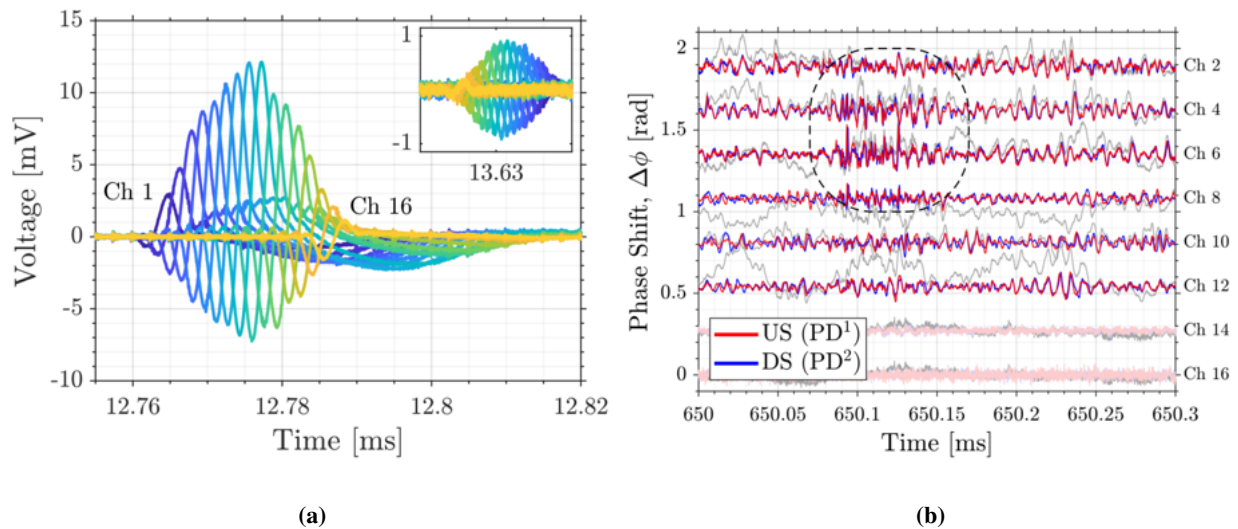 15
10
5
0
-5
-10
Voltage [mV]
Ch 1
Ch 16
1
-1
13.63
12.76
12.78
12.8
12.82
Time [ms]
(a)
2
1.5
1
0.5
0
Phase Shift, Δϕ [rad]
Ch 2
Ch 4
Ch 6
Ch 8
Ch 10
Ch 12
Ch 14
Ch 16
US (PD¹)
DS (PD²)
650
650.05
650.1
650.15
650.2
650.25
650.3
Time [ms]
(b)